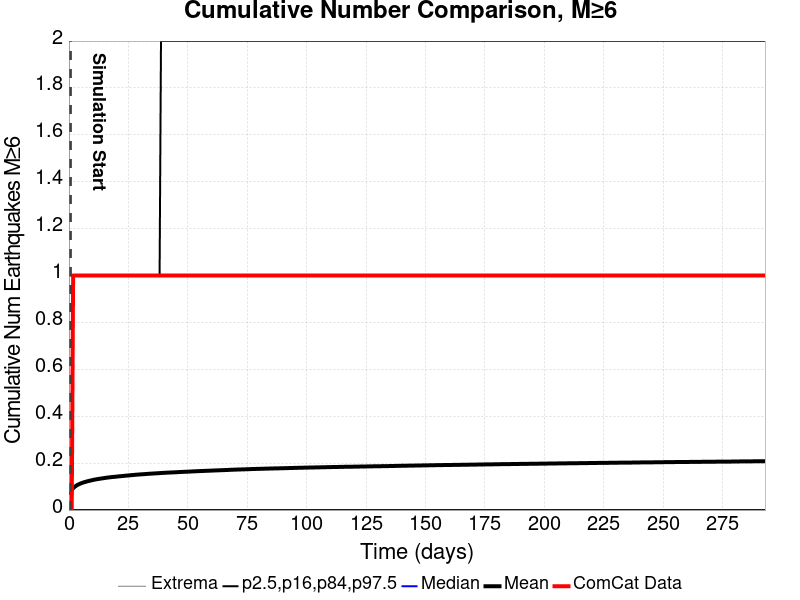 Cumulative Number Comparison, M≥6
Cumulative Num Earthquakes M≥6
2
1.8
1.6
1.4
1.2
1
0.8
0.6
0.4
0.2
0
Simulation Start
0 25 50 75 100 125 150 175 200 225 250 275
Time (days)
Extrema p2.5,p16,p84,p97.5 Median Mean ComCat Data